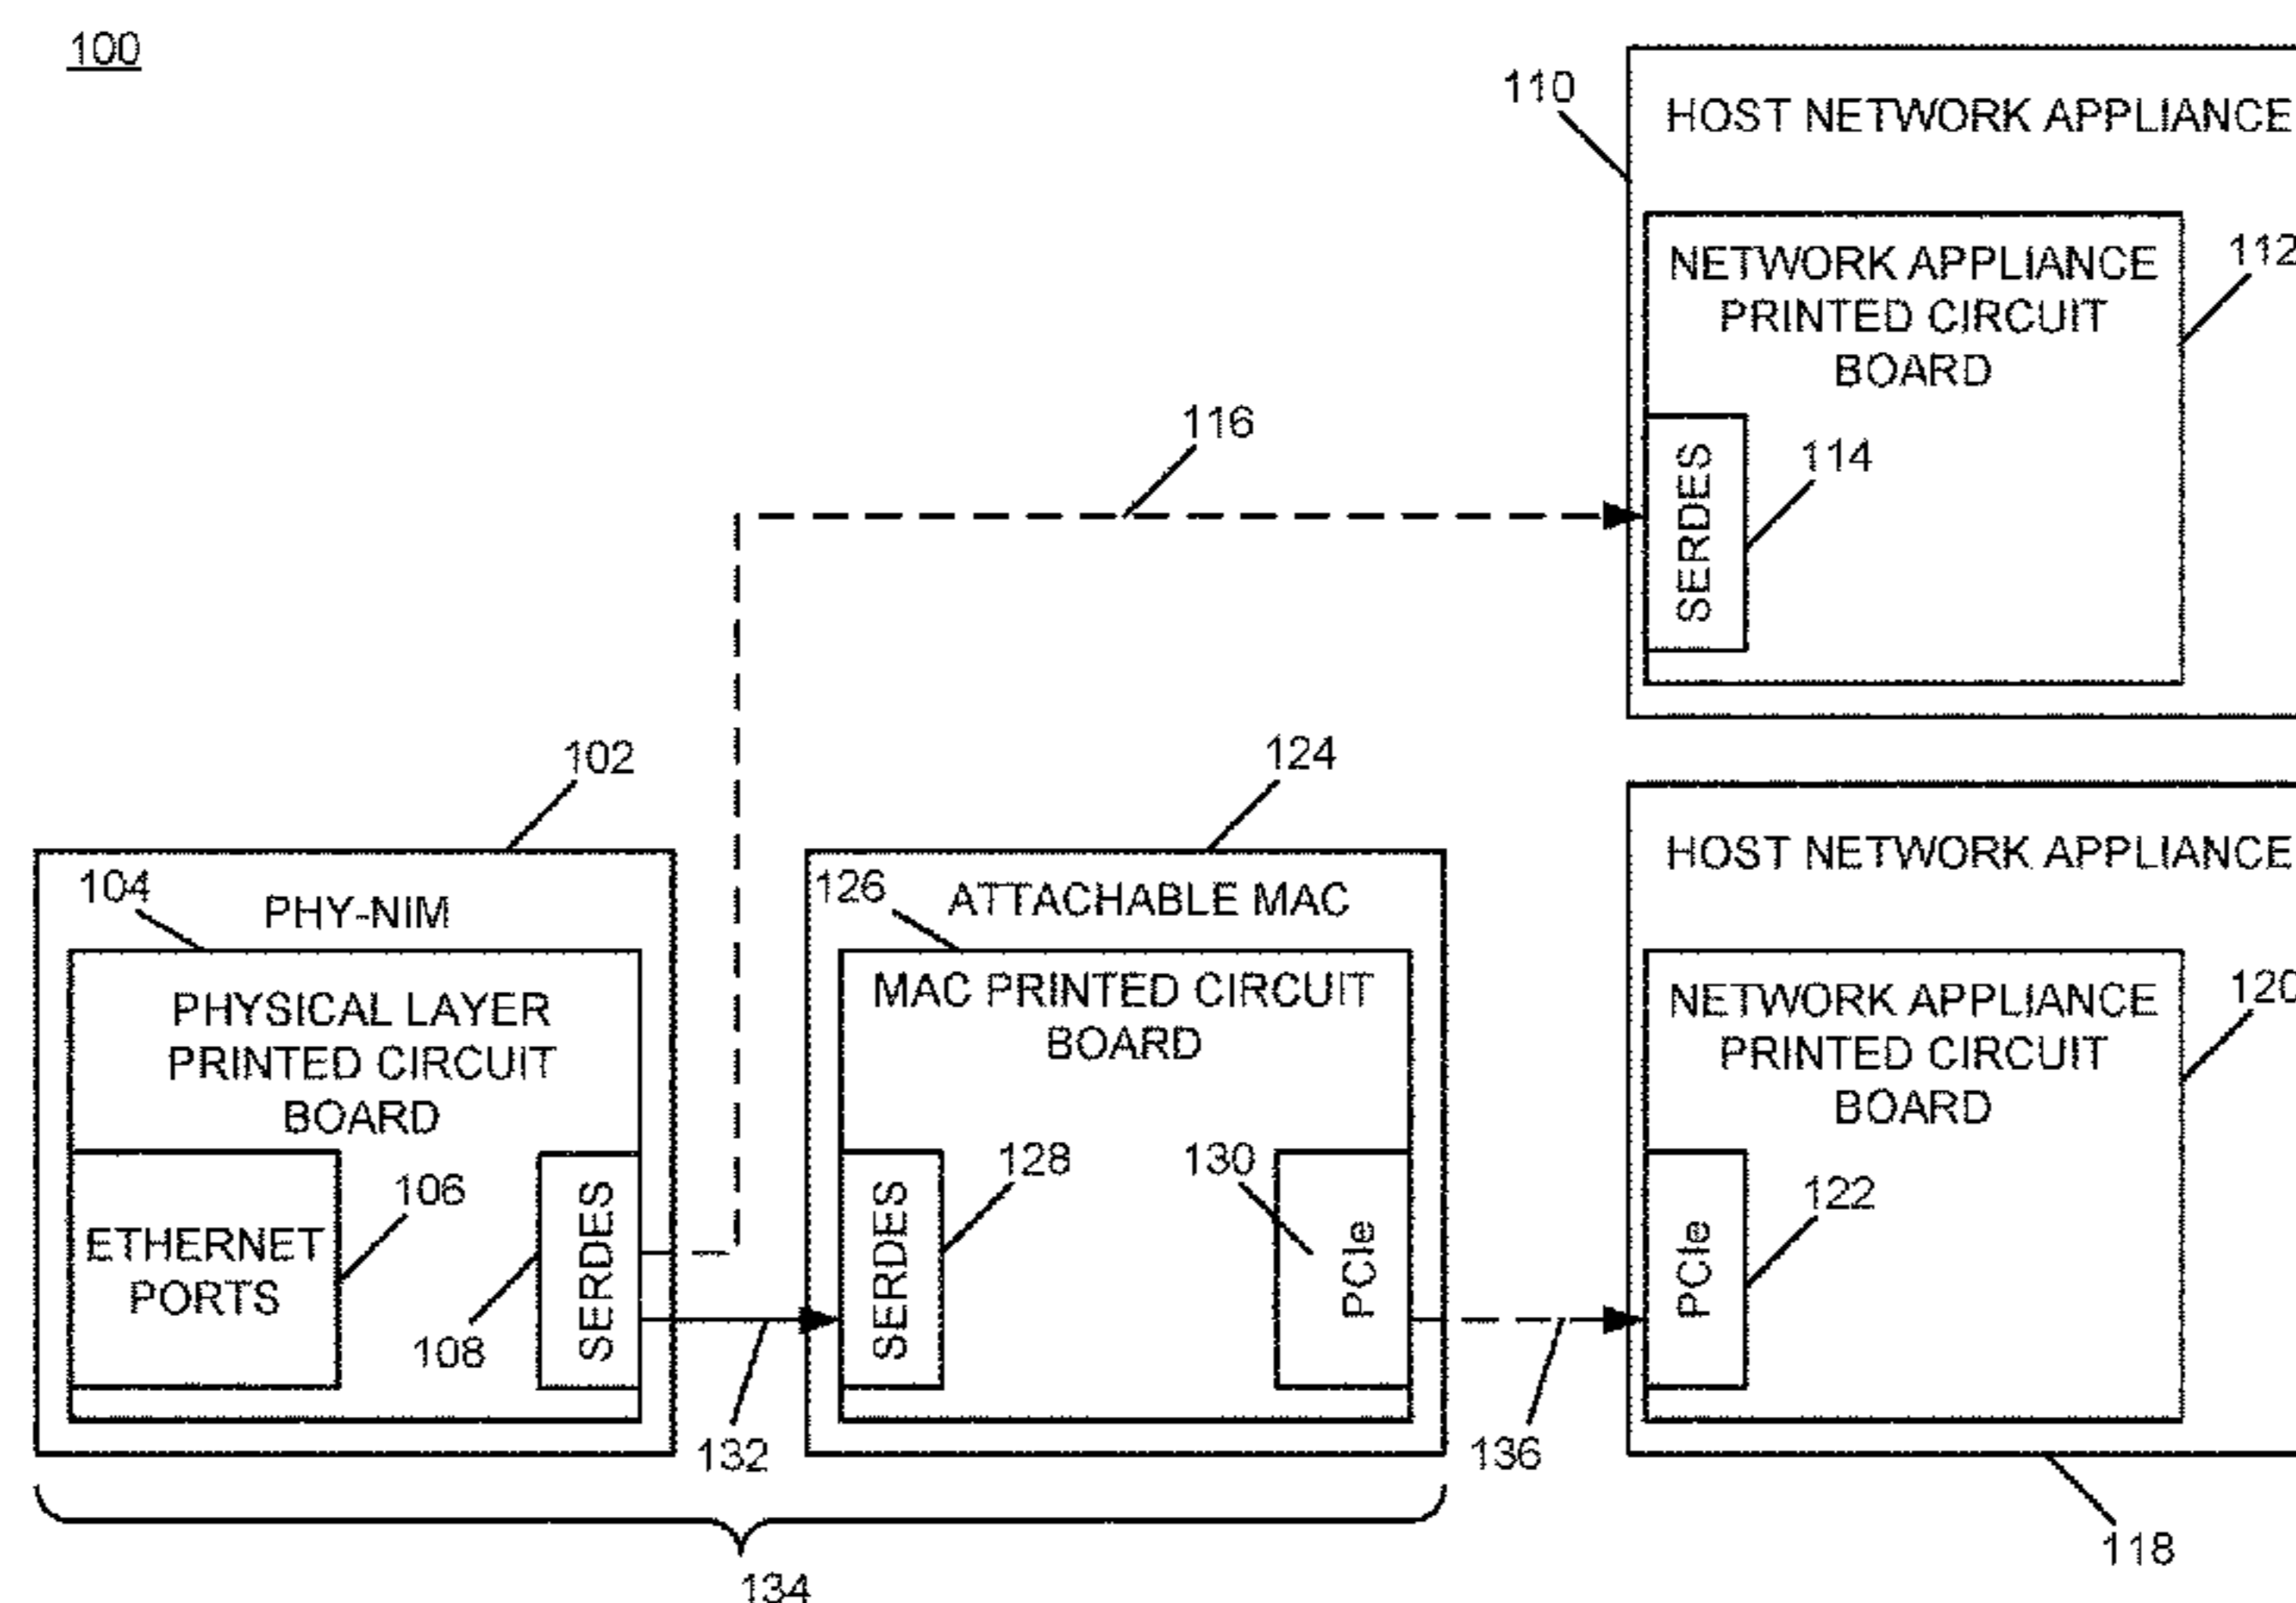 100
110
HOST NETWORK APPLIANCE
NETWORK APPLIANCE
PRINTED CIRCUIT
BOARD
112
116
SERDES
114
102
124
104
PHY-NIM
126
ATTACHABLE MAC
HOST NETWORK APPLIANCE
PHYSICAL LAYER
PRINTED CIRCUIT
BOARD
MAC PRINTED CIRCUIT
BOARD
NETWORK APPLIANCE
PRINTED CIRCUIT
BOARD
120
ETHERNET
PORTS
106
108
SERDES
SERDES
128
130
PCIe
PCIe
122
132
136
134
118